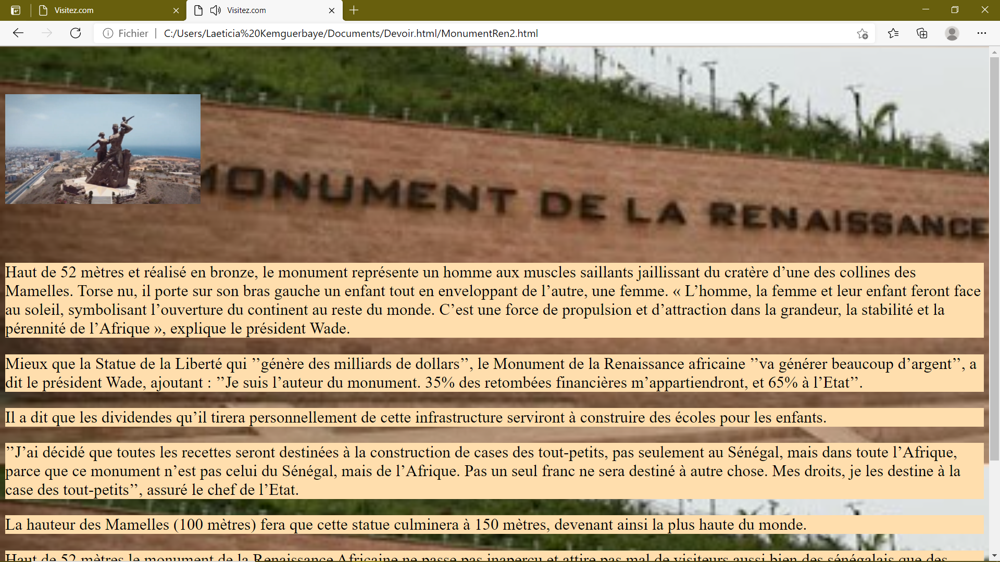 Visitez.com
Visitez.com
Fichier
C:/Users/Laeticia%20Kemguerbaye/Documents/Devoir.html/MonumentRen2.html
MONUMENT DE LA RENAISSANCE
Haut de 52 mètres et réalisé en bronze, le monument représente un homme aux muscles saillants jaillissant du cratère d’une des collines des
Mamelles. Torse nu, il porte sur son bras gauche un enfant tout en enveloppant de l’autre, une femme. « L’homme, la femme et leur enfant feront face
au soleil, symbolisant l’ouverture du continent au reste du monde. C’est une force de propulsion et d’attraction dans la grandeur, la stabilité et la
pérennité de l’Afrique », explique le président Wade.
Mieux que la Statue de la Liberté qui ’’génère des milliards de dollars’’, le Monument de la Renaissance africaine ’’va générer beaucoup d’argent’’, a
dit le président Wade, ajoutant : ’’Je suis l’auteur du monument. 35% des retombées financières m’appartiendront, et 65% à l’Etat’’.
Il a dit que les dividendes qu’il tirera personnellement de cette infrastructure serviront à construire des écoles pour les enfants.
’’J’ai décidé que toutes les recettes seront destinées à la construction de cases des tout-petits, pas seulement au Sénégal, mais dans toute l’Afrique,
parce que ce monument n’est pas celui du Sénégal, mais de l’Afrique. Pas un seul franc ne sera destiné à autre chose. Mes droits, je les destine à la
case des tout-petits’’, assuré le chef de l’Etat.
La hauteur des Mamelles (100 mètres) fera que cette statue culminera à 150 mètres, devenant ainsi la plus haute du monde.
Haut de 52 mètres le monument de la Renaissance Africaine ne passe pas inaperçu et attire pas mal de visiteurs aussi bien des sénégalais que des